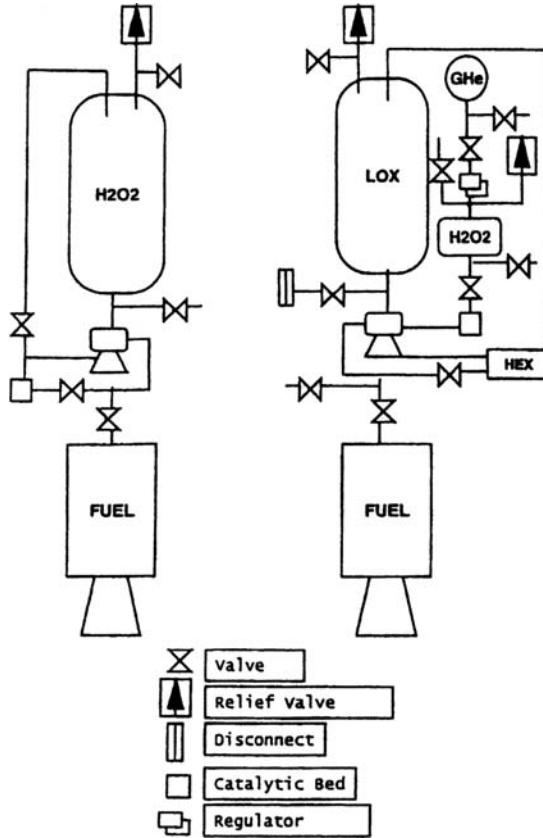 GHe
H2O2
LOX
H2O2
HEX
FUEL
FUEL
Valve
Relief Valve
Disconnect
Catalytic Bed
Regulator